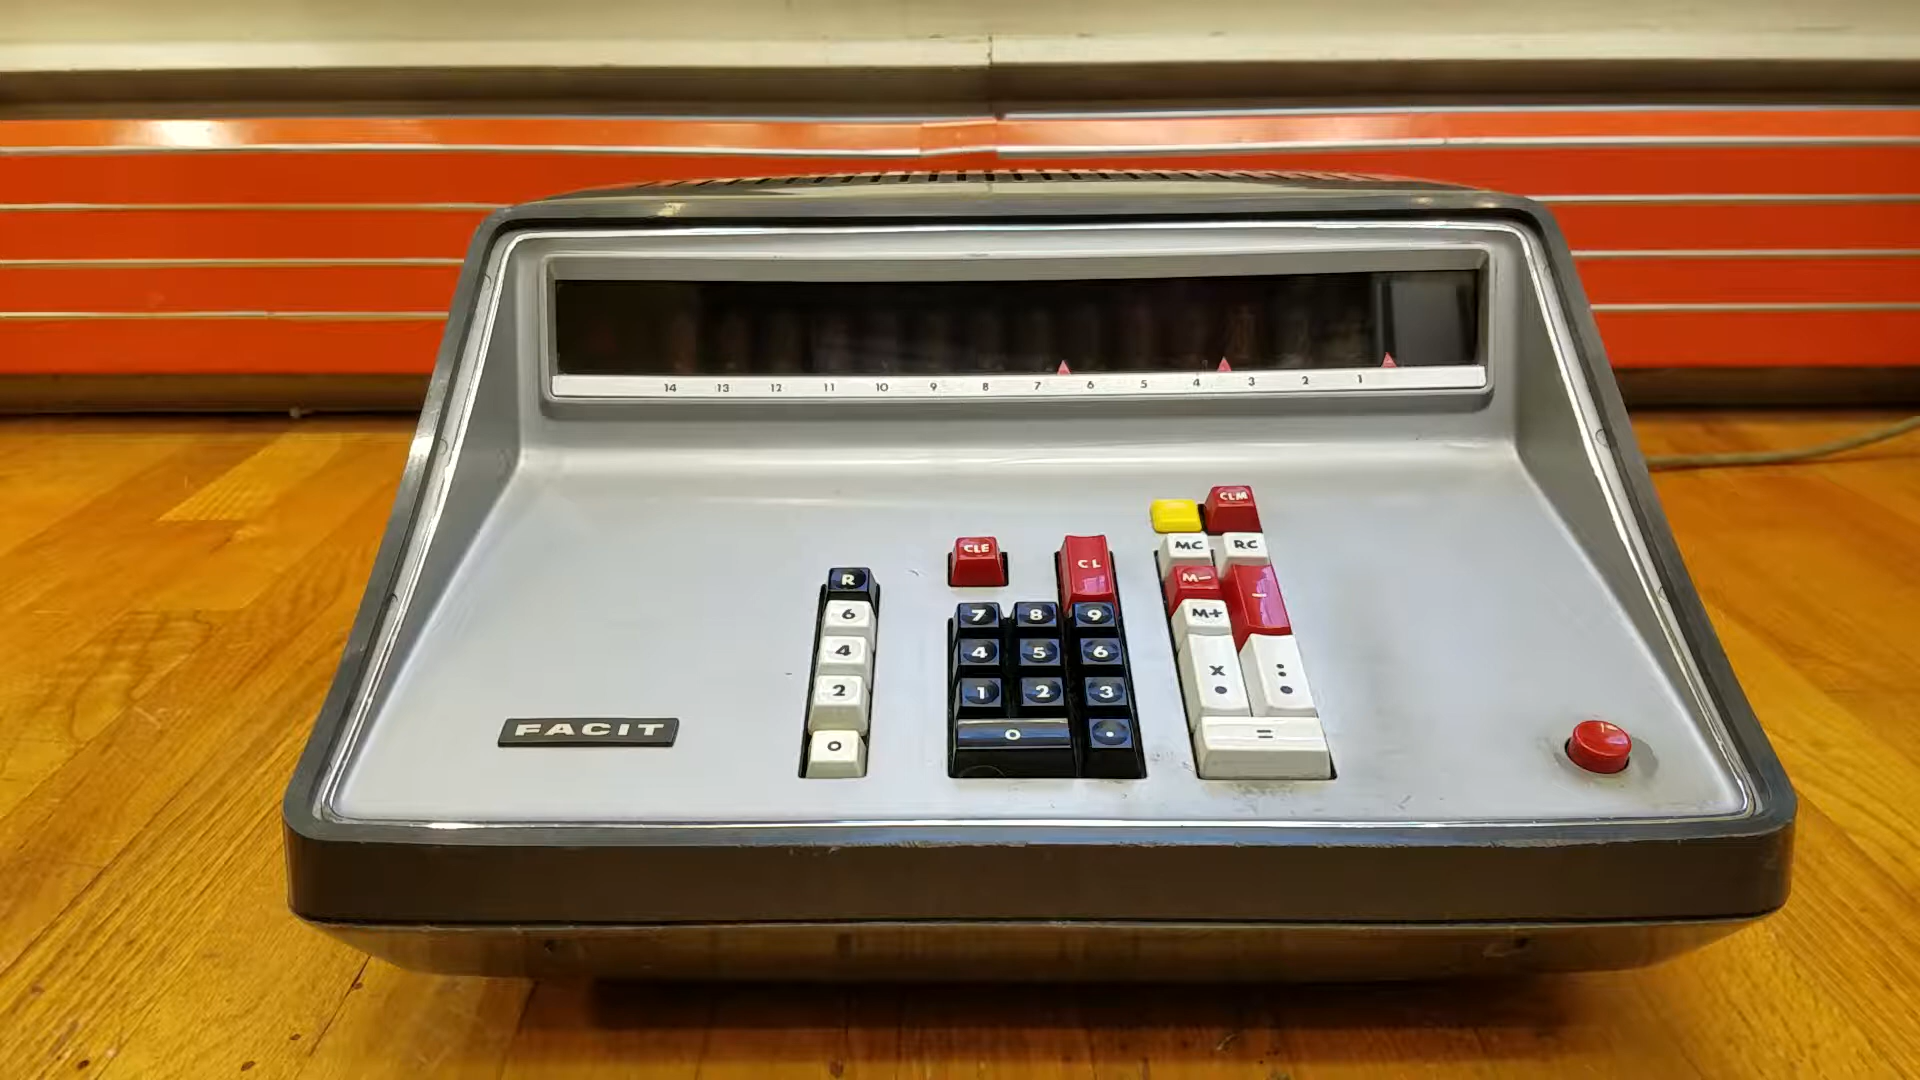 14 13 12 11 10 9 8 7 6 5 4 3 2 1
CLM
MC RC
CLE
CL
M− −
M+
R
6
4
2
0
7 8 9
4 5 6
1 2 3
0 .
X :
=
FACIT